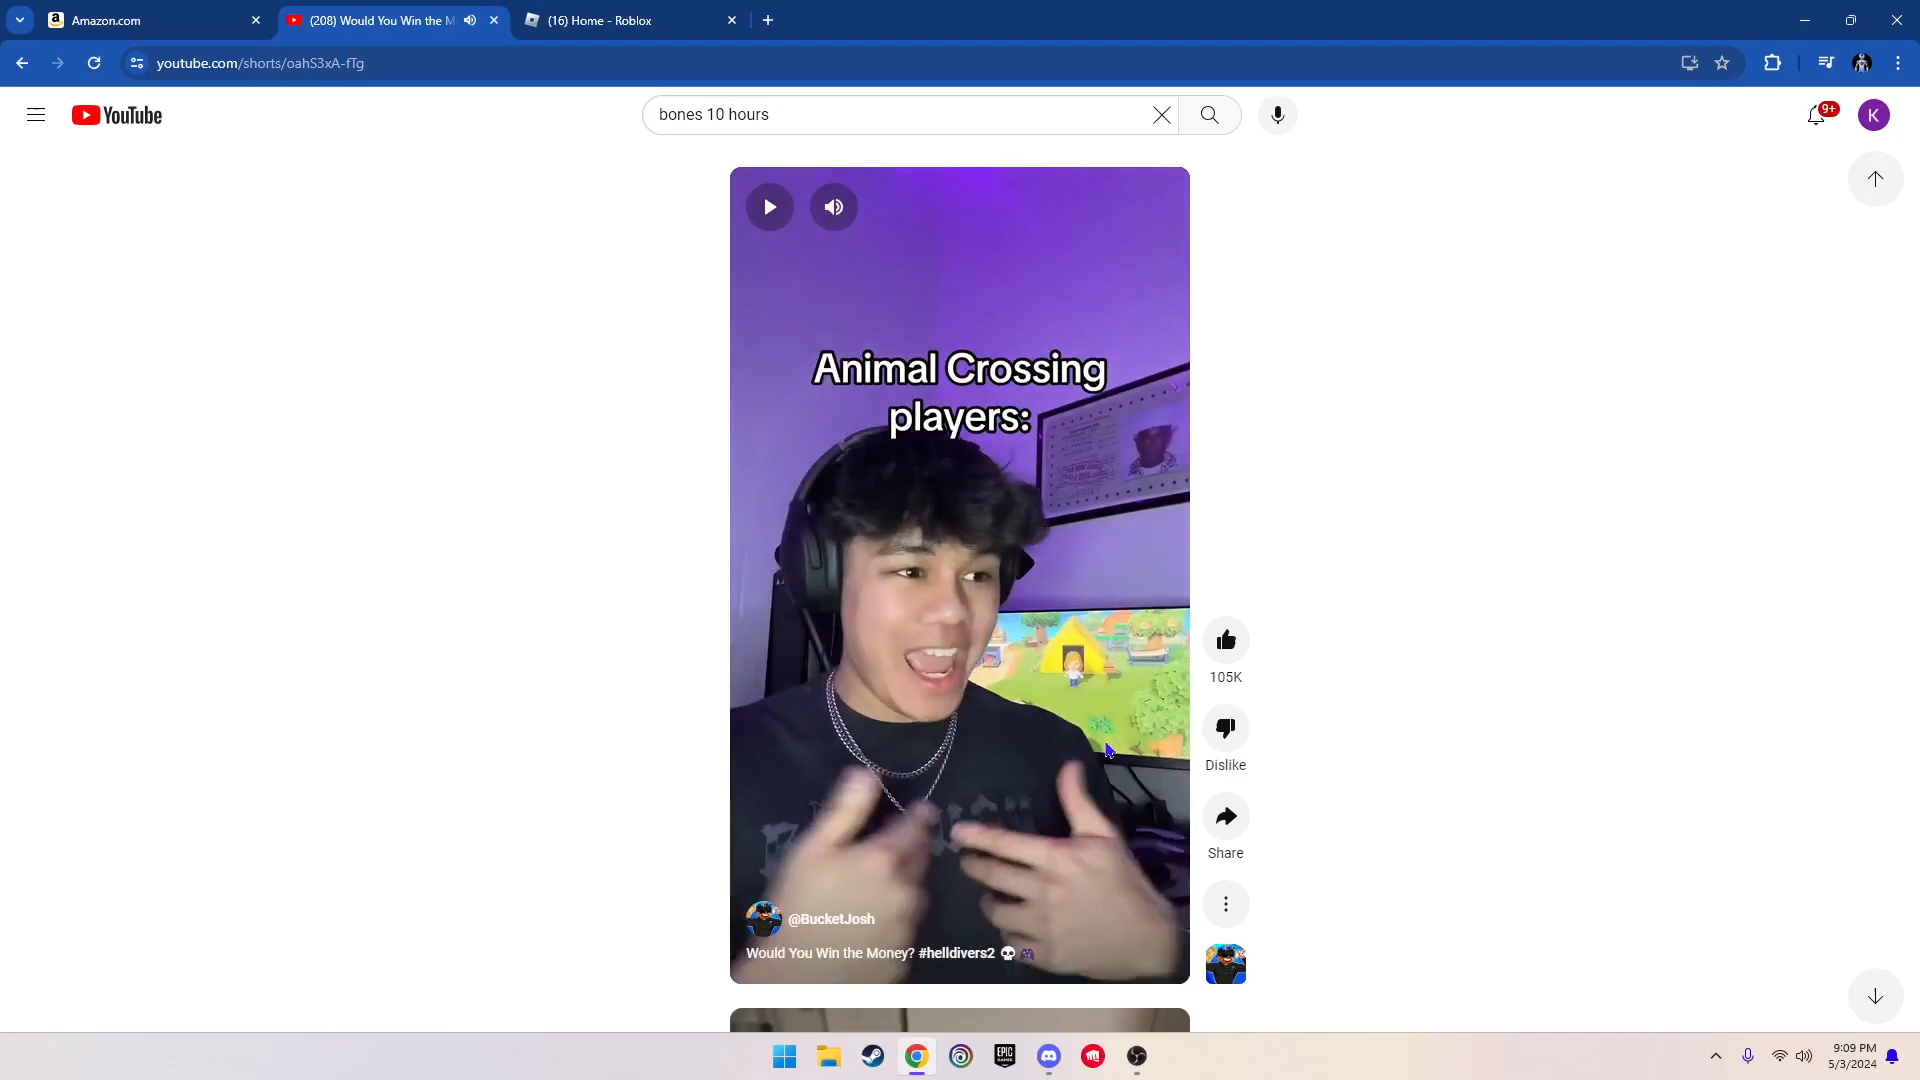 Amazon.com
(208) Would You Win the M
(16) Home - Roblox
youtube.com/shorts/oahS3xA-fTg
YouTube
bones 10 hours
9+
K
Animal Crossing
players:
105K
Dislike
Share
@BucketJosh
Would You Win the Money? #helldivers2 💀 🎮
EPIC
GAMES
9:09 PM
5/3/2024